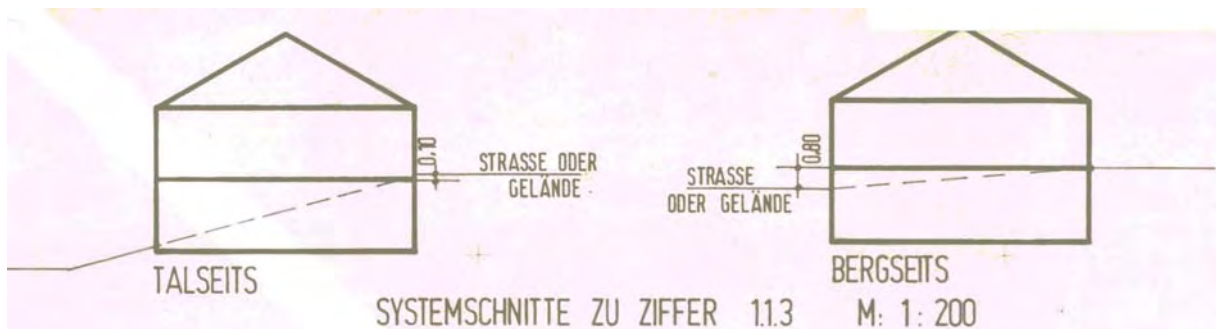 0,10
STRASSE ODER
GELÄNDE
TALSEITS
0,80
STRASSE
ODER GELÄNDE
BERGSEITS
SYSTEMSCHNITTE ZU ZIFFER 1.1.3 M: 1:200